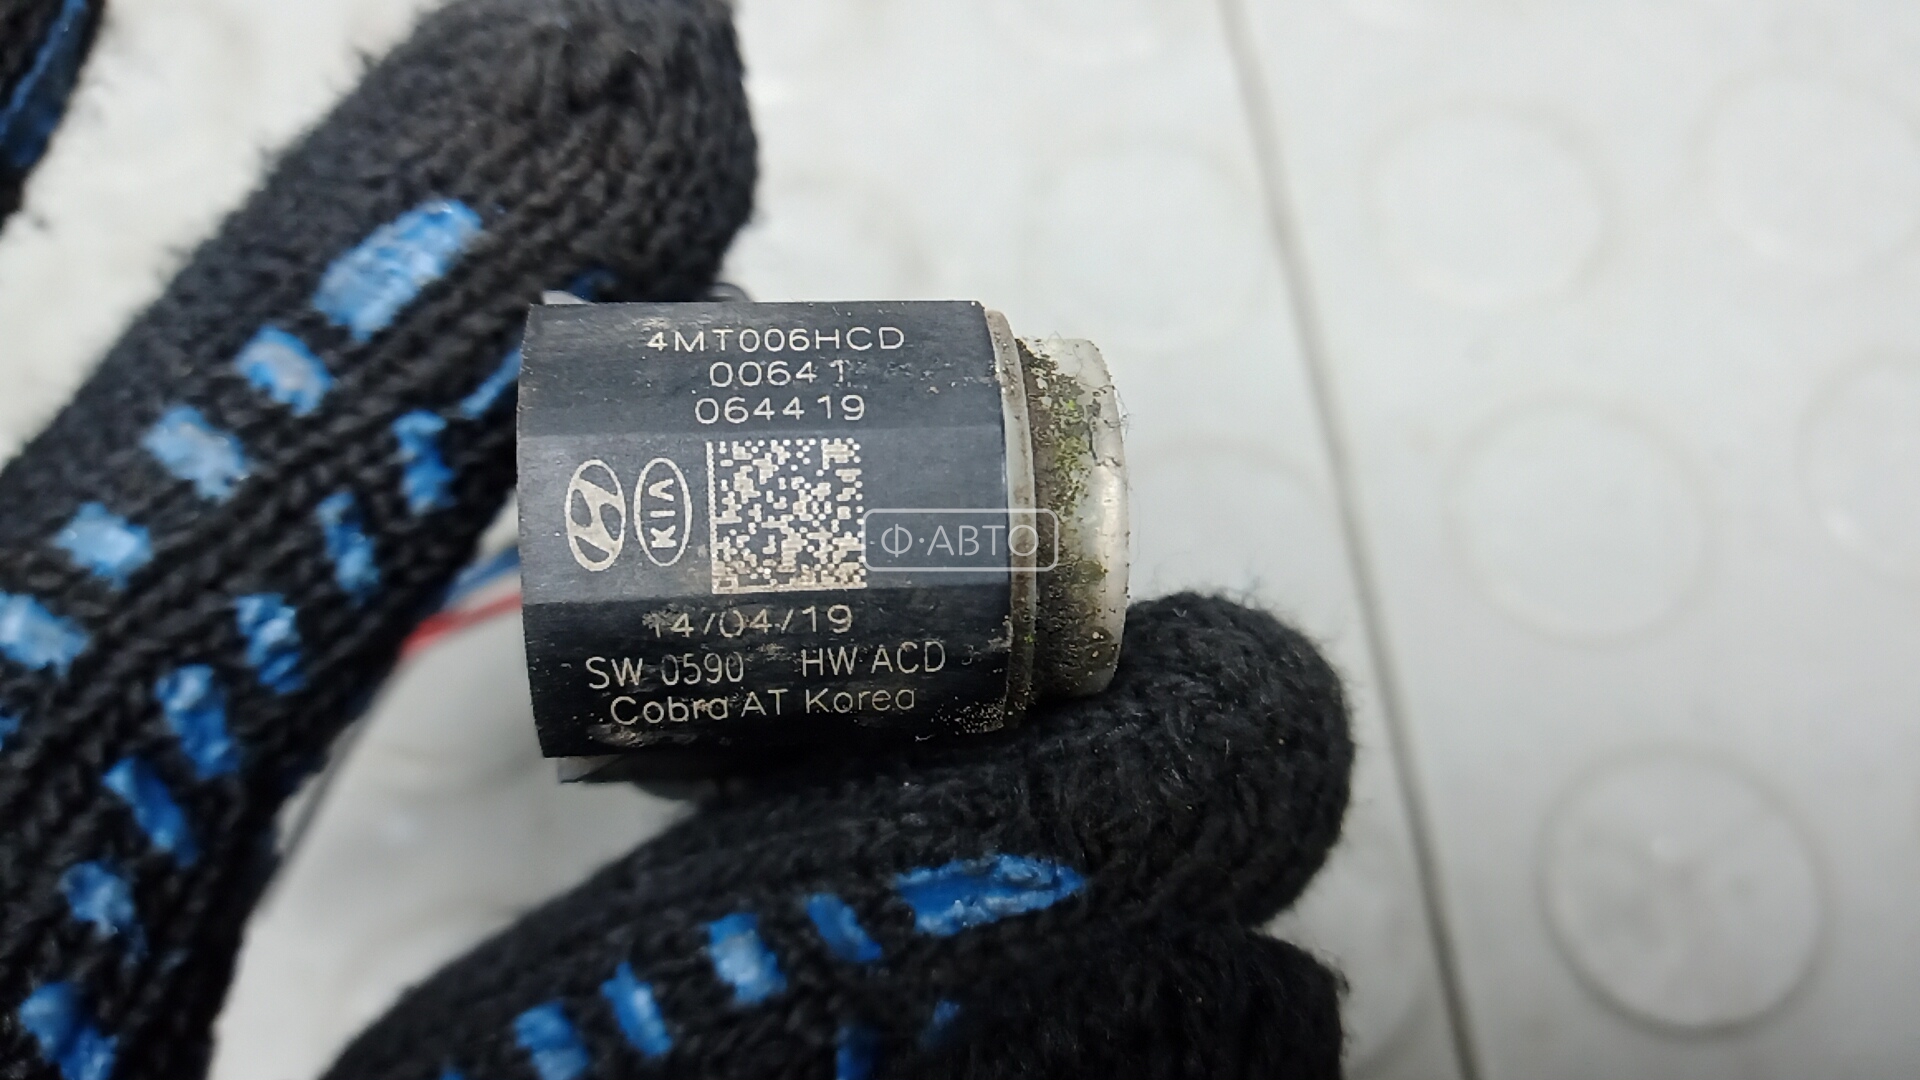 4MT006HCD
00641
064419
KIA
Ф·АВТО
14/04/19
SW 0590 HW ACD
Cobra AT Korea